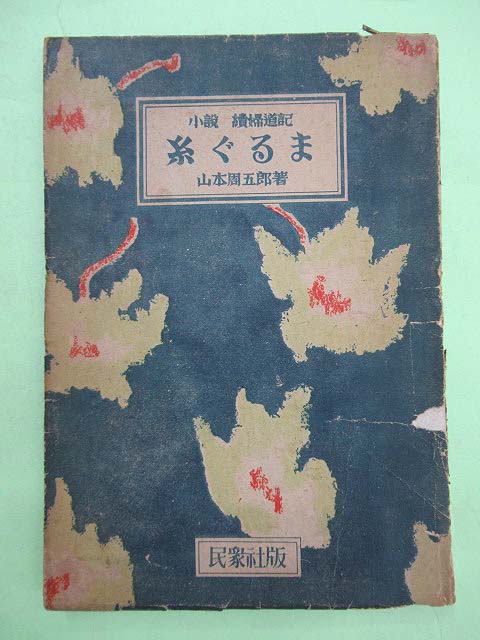 小說 續婦道記
糸ぐるま
山本周五郎著
民衆社版